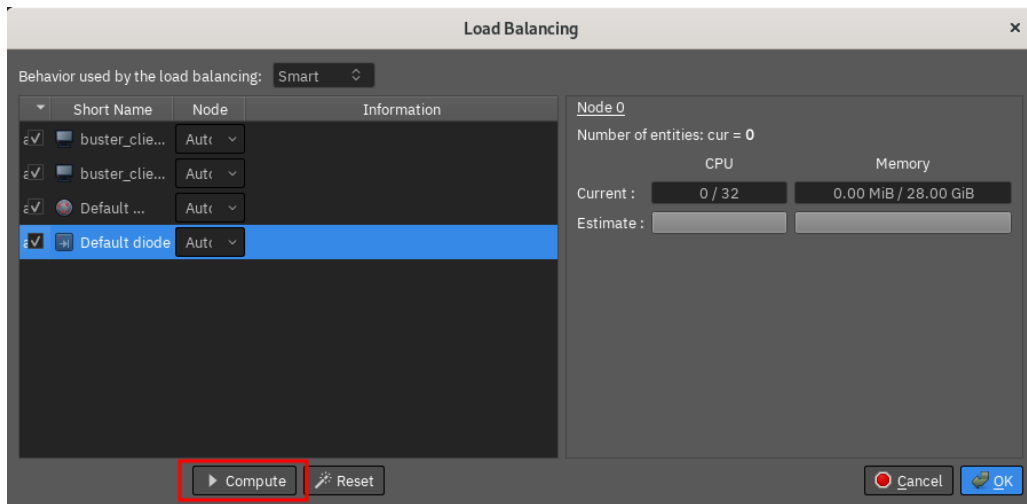 Load Balancing
Behavior used by the load balancing: Smart
Short Name Node Information
buster_clie... Aut
buster_clie... Aut
Default ... Aut
Default diode Aut
Node 0
Number of entities: cur = 0
CPU Memory
Current : 0 / 32 0.00 MiB / 28.00 GiB
Estimate :
Compute Reset Cancel OK